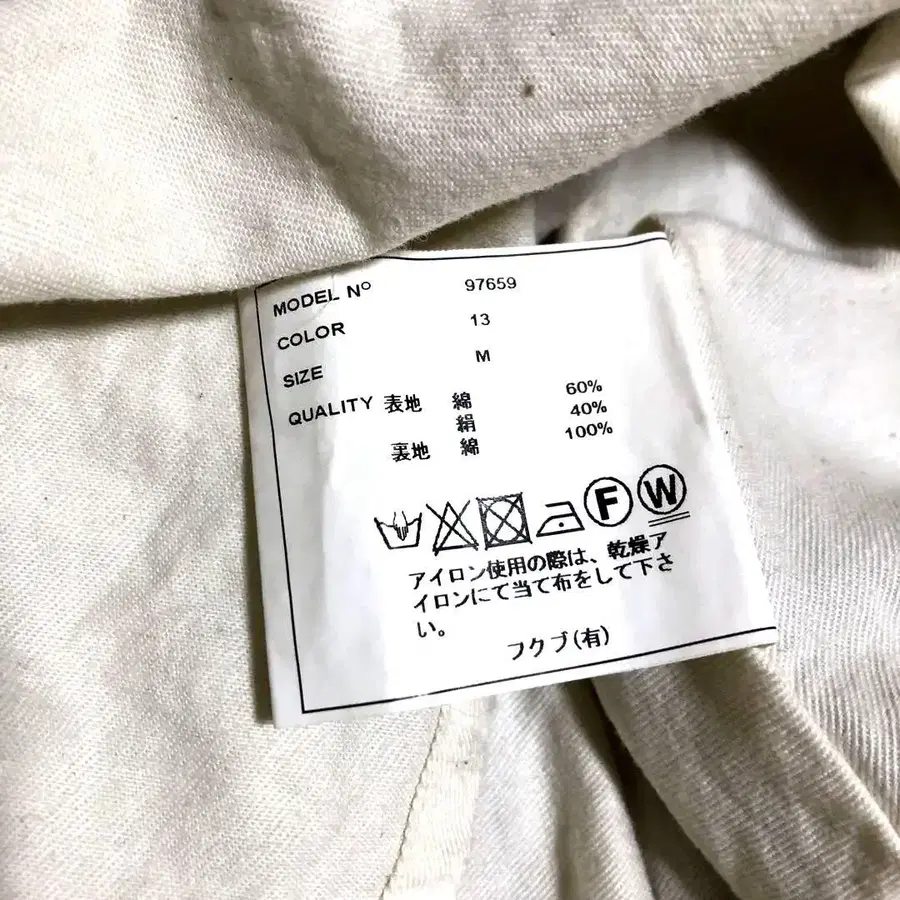 MODEL Nº 97659
COLOR 13
SIZE M
QUALITY 表地 綿 60%
絹 40%
裏地 綿 100%
F W
アイロン使用の際は、乾燥ア
イロンにて当て布をして下さ
い。
フクブ(有)